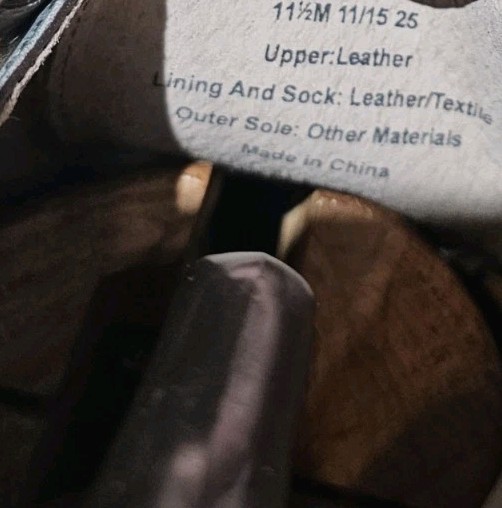 11½M 11/15 25
Upper:Leather
Lining And Sock: Leather/Textile
Outer Sole: Other Materials
Made in China